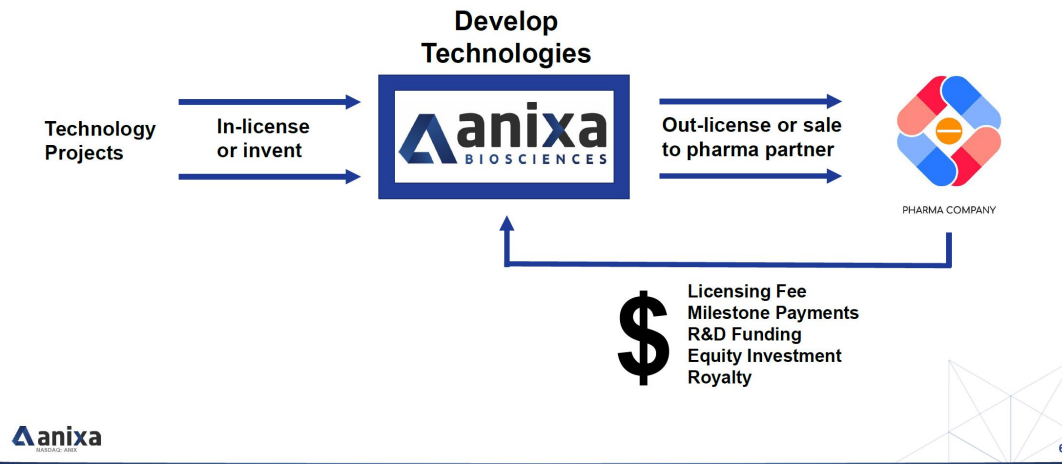 Develop
Technologies
Technology
Projects
In-license
or invent
anixa
BIOSCIENCES
Out-license or sale
to pharma partner
PHARMA COMPANY
$
Licensing Fee
Milestone Payments
R&D Funding
Equity Investment
Royalty
anixa
NASDAQ: ANIX
6